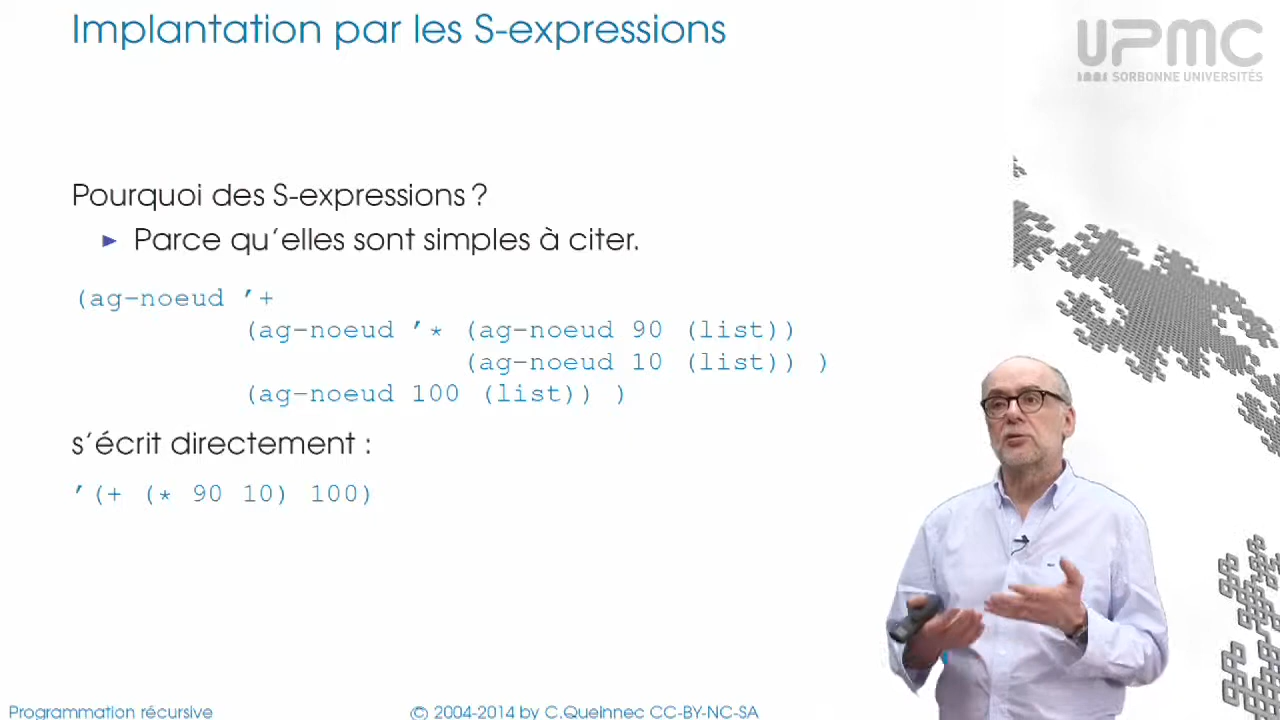 Implantation par les S-expressions
UPMC
SORBONNE UNIVERSITÉS
Pourquoi des S-expressions ?
► Parce qu'elles sont simples à citer.
(ag-noeud '+
(ag-noeud '* (ag-noeud 90 (list))
(ag-noeud 10 (list)) )
(ag-noeud 100 (list)) )
s'écrit directement :
'(+ (* 90 10) 100)
Programmation récursive
© 2004-2014 by C.Queinnec CC-BY-NC-SA